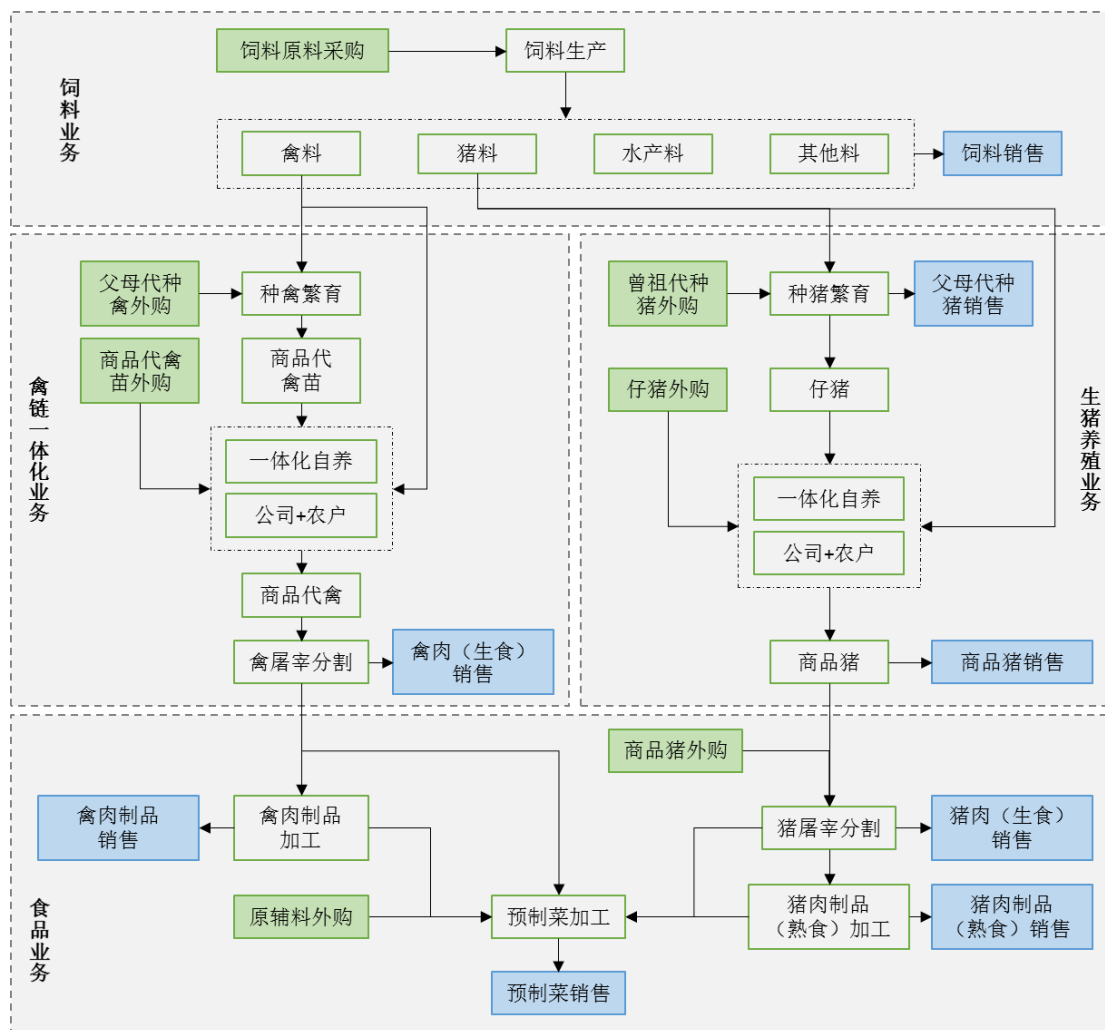 饲料业务
饲料原料采购
饲料生产
禽料
猪料
水产料
其他料
饲料销售
禽链一体化业务
父母代种
禽外购
种禽繁育
商品代禽
苗外购
商品代
禽苗
一体化自养
公司+农户
商品代禽
禽屠宰分割
禽肉（生食）
销售
生猪养殖业务
曾祖代种
猪外购
种猪繁育
父母代种
猪销售
仔猪外购
仔猪
一体化自养
公司+农户
商品猪
商品猪销售
食品业务
商品猪外购
禽肉制品
销售
禽肉制品
加工
猪屠宰分割
猪肉（生食）
销售
原辅料外购
预制菜加工
猪肉制品
（熟食）加工
猪肉制品
（熟食）销售
预制菜销售